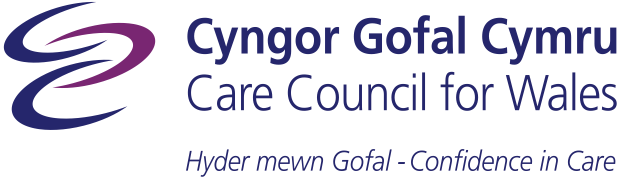 Cyngor Gofal Cymru
Care Council for Wales
Hyder mewn Gofal - Confidence in Care